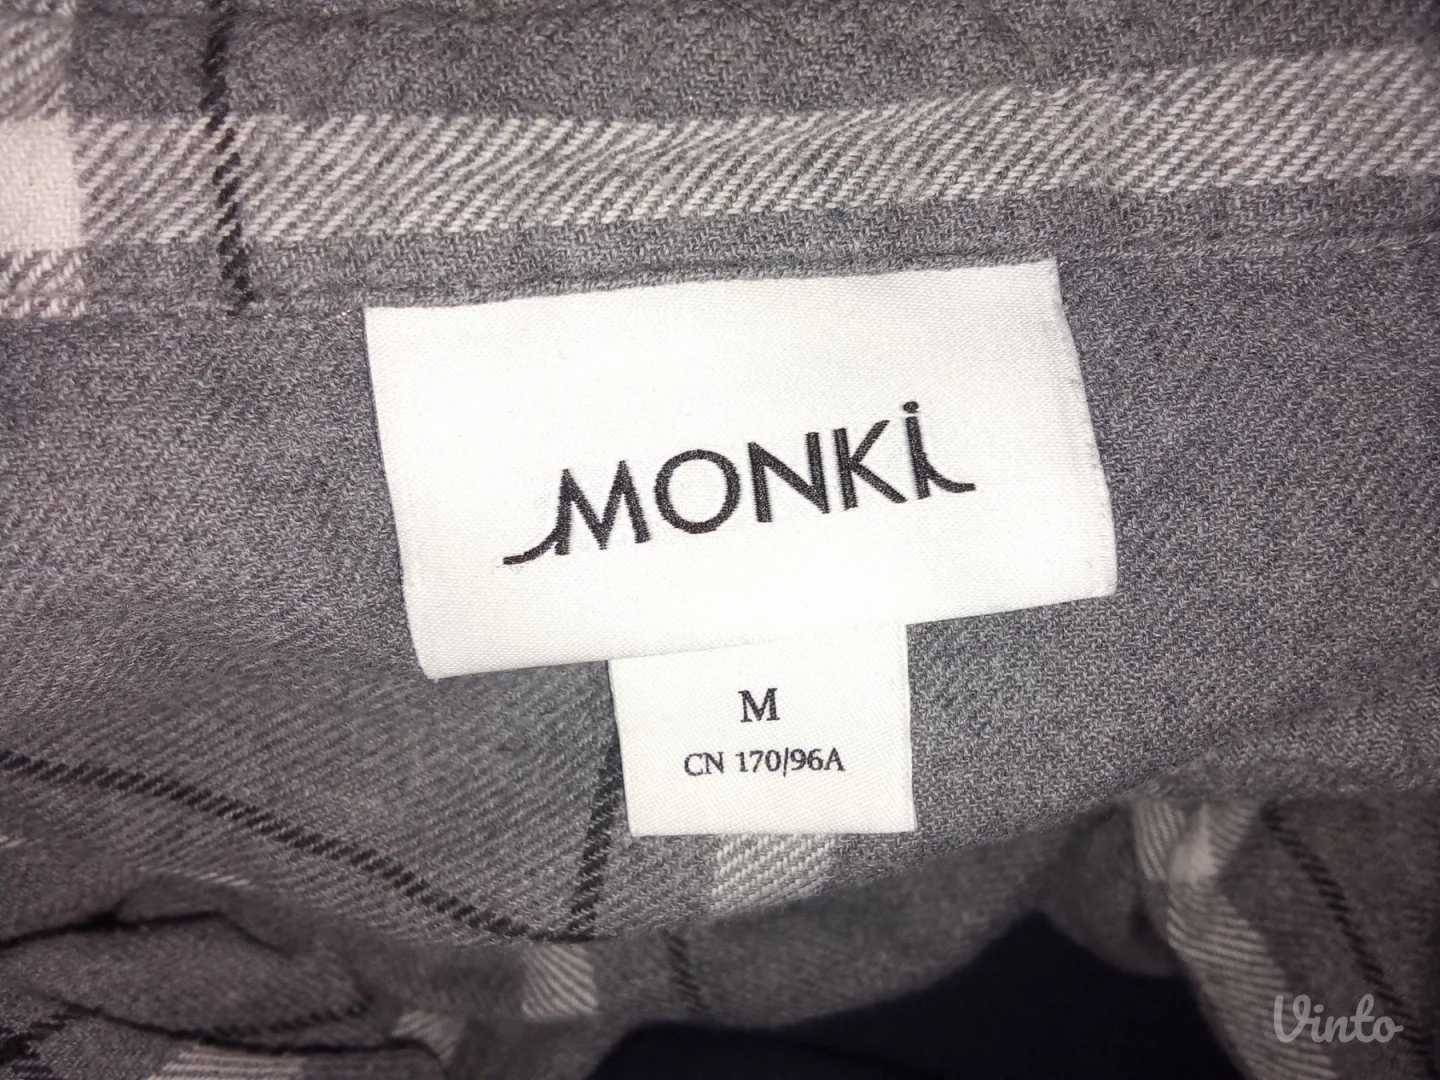 MONKi
M
CN 170/96A
Vinto